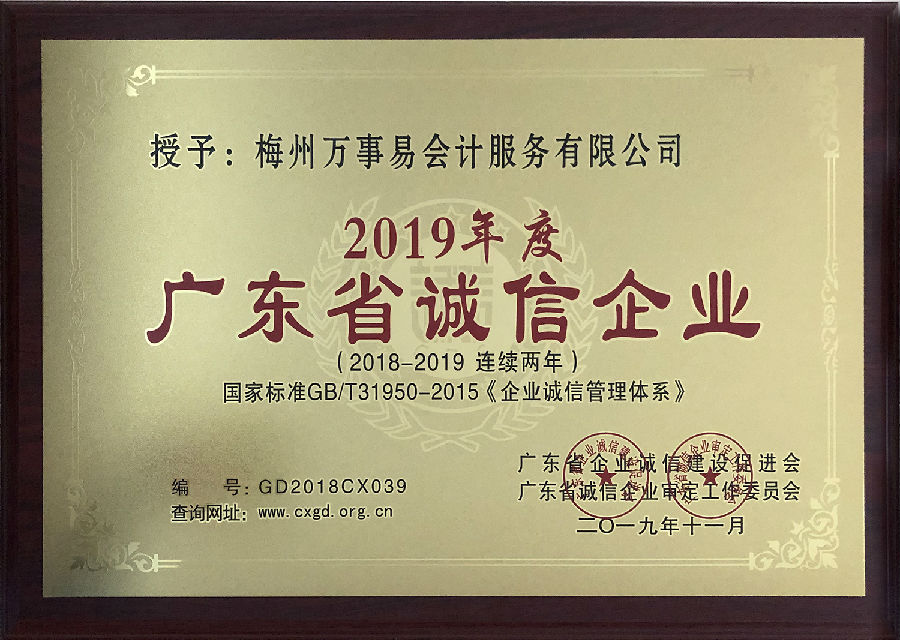 授予：梅州万事易会计服务有限公司
2019年度
广东省诚信企业
（2018-2019 连续两年）
国家标准GB/T31950-2015《企业诚信管理体系》
广东省企业诚信建设促进会
广东省诚信企业审定工作委员会
二〇一九年十一月
编 号：GD2018CX039
查询网址：www.cxgd.org.cn